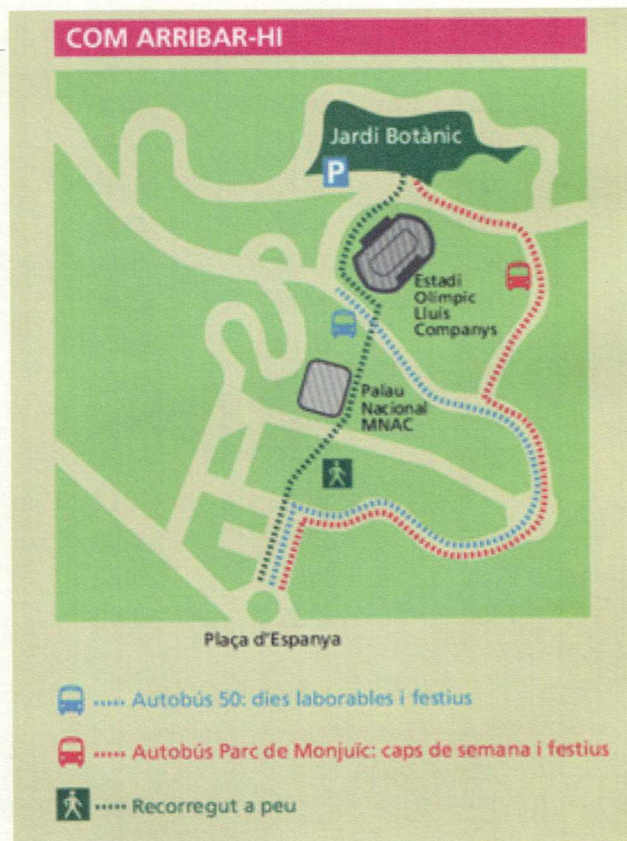 COM ARRIBAR-HI
Jardí Botànic
P
Estadi
Olímpic
Lluís
Companys
Palau
Nacional
MNAC
Plaça d'Espanya
Autobús 50: dies laborables i festius
Autobús Parc de Monjuïc: caps de semana i festius
Recorregut a peu